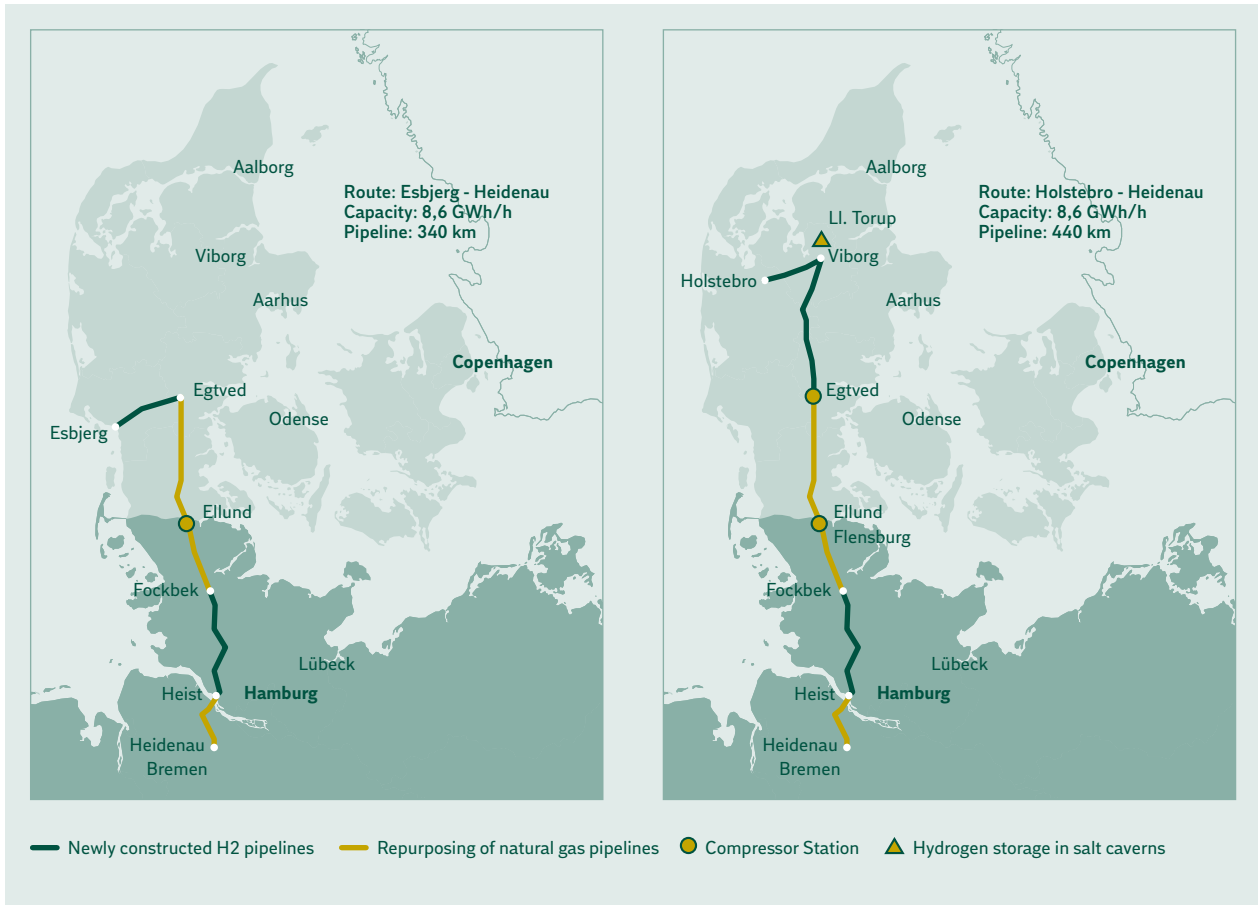 Aalborg
Route: Esbjerg - Heidenau
Capacity: 8,6 GWh/h
Pipeline: 340 km
Viborg
Aarhus
Copenhagen
Egtved
Odense
Esbjerg
Ellund
Fockbek
Lübeck
Heist
Hamburg
Heidenau
Bremen
Aalborg
Route: Holstebro - Heidenau
Capacity: 8,6 GWh/h
Pipeline: 440 km
Ll. Torup
Viborg
Holstebro
Aarhus
Copenhagen
Egtved
Odense
Ellund
Flensburg
Fockbek
Lübeck
Heist
Hamburg
Heidenau
Bremen
Newly constructed H2 pipelines
Repurposing of natural gas pipelines
Compressor Station
Hydrogen storage in salt caverns